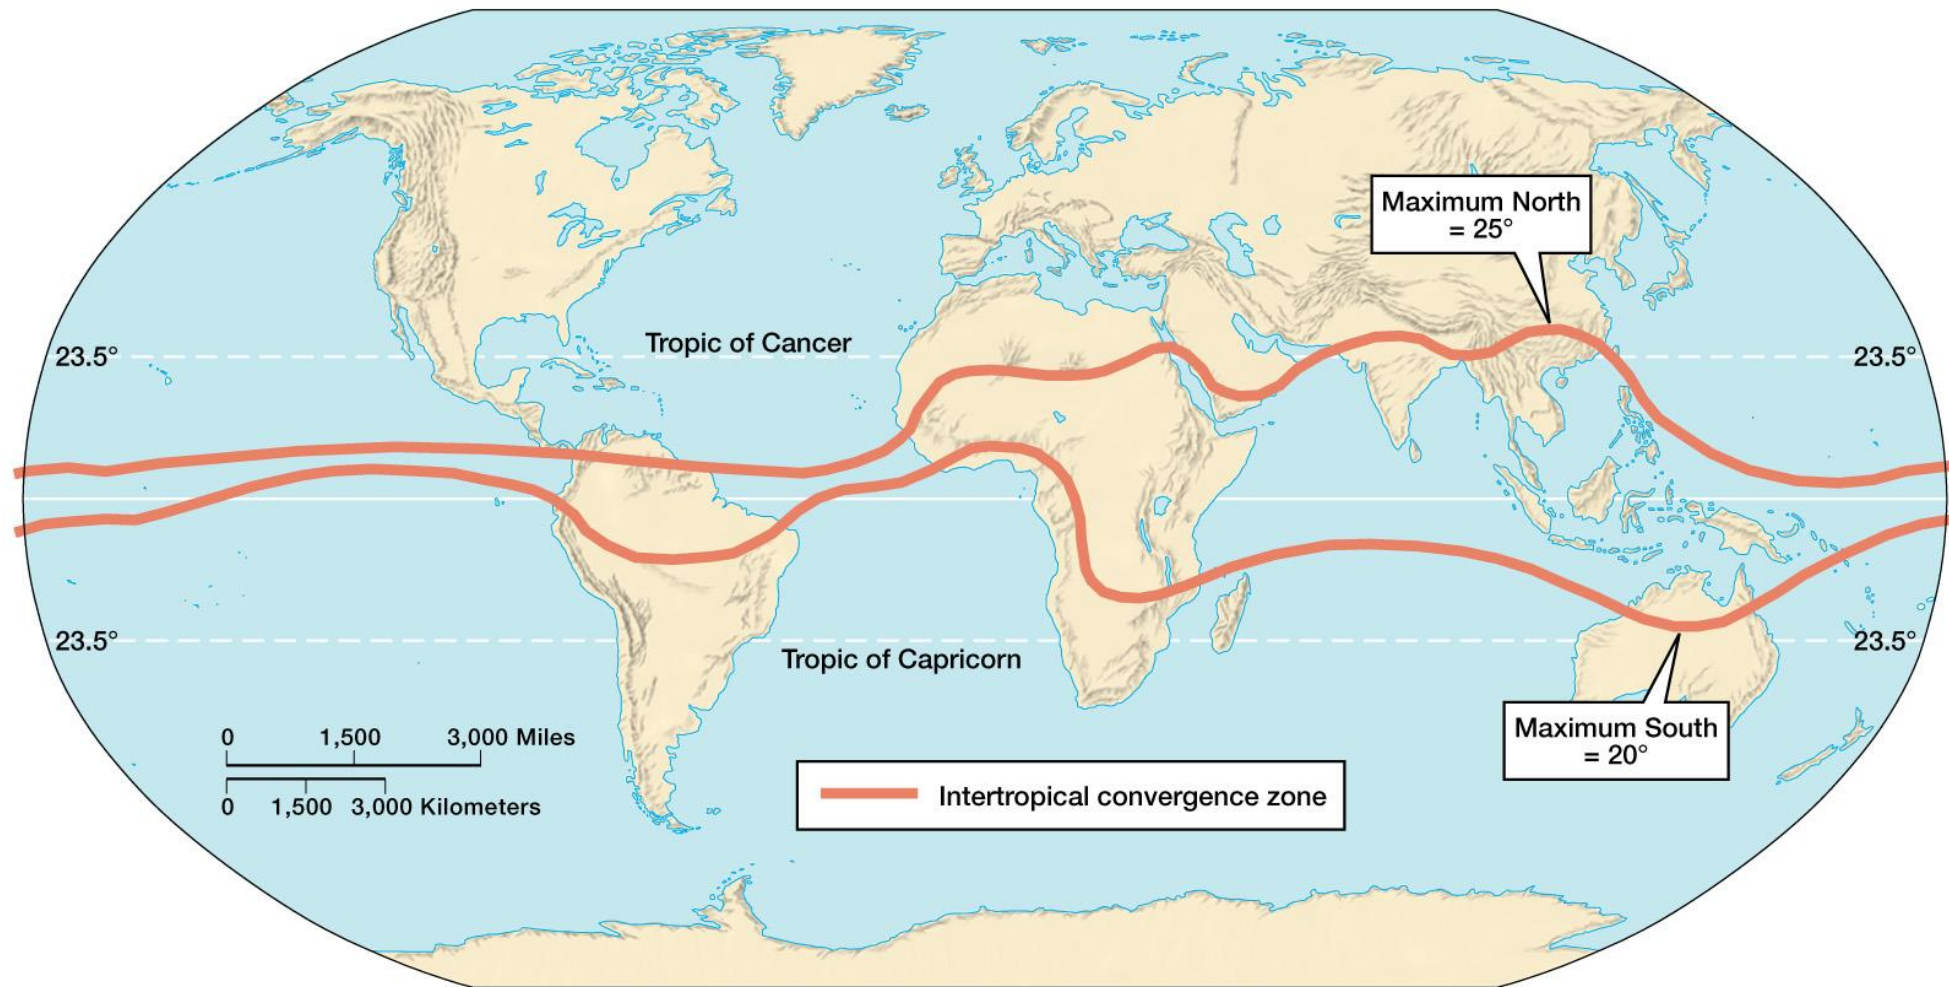 Maximum North
= 25°
Tropic of Cancer
23.5°
23.5°
23.5°
23.5°
Tropic of Capricorn
Maximum South
= 20°
0 1,500 3,000 Miles
0 1,500 3,000 Kilometers
Intertropical convergence zone